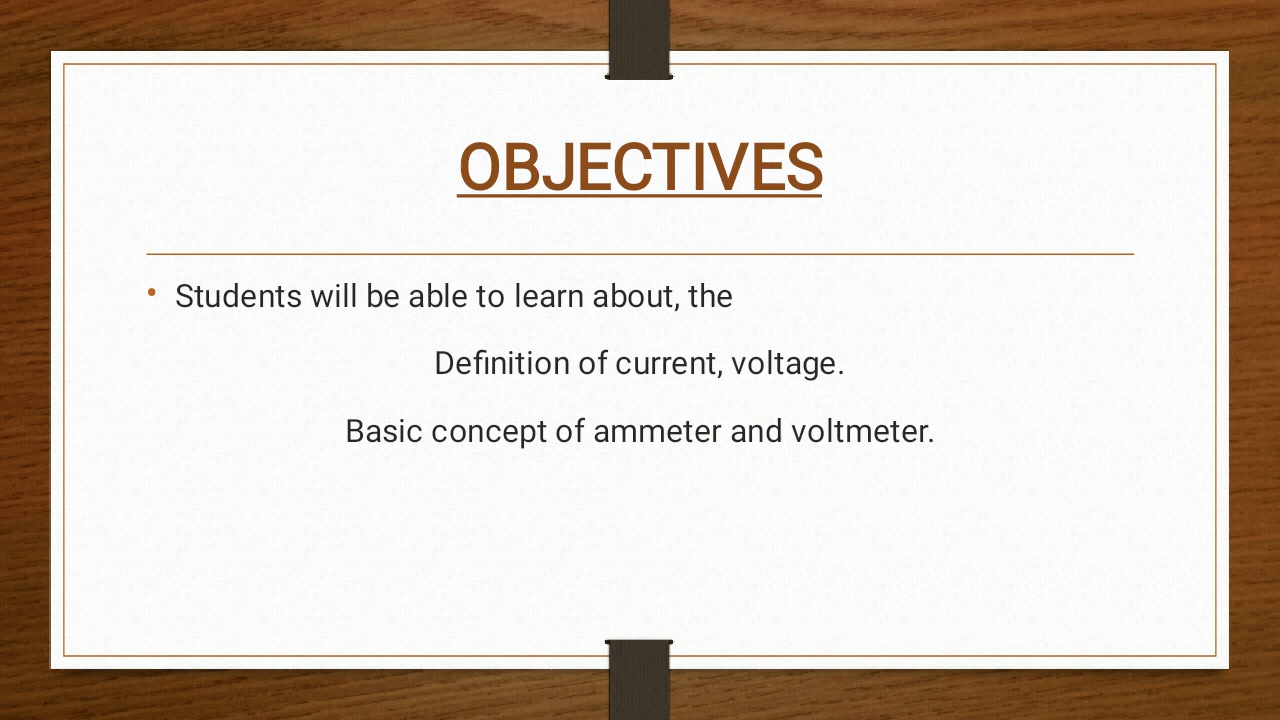 OBJECTIVES
• Students will be able to learn about, the
Definition of current, voltage.
Basic concept of ammeter and voltmeter.